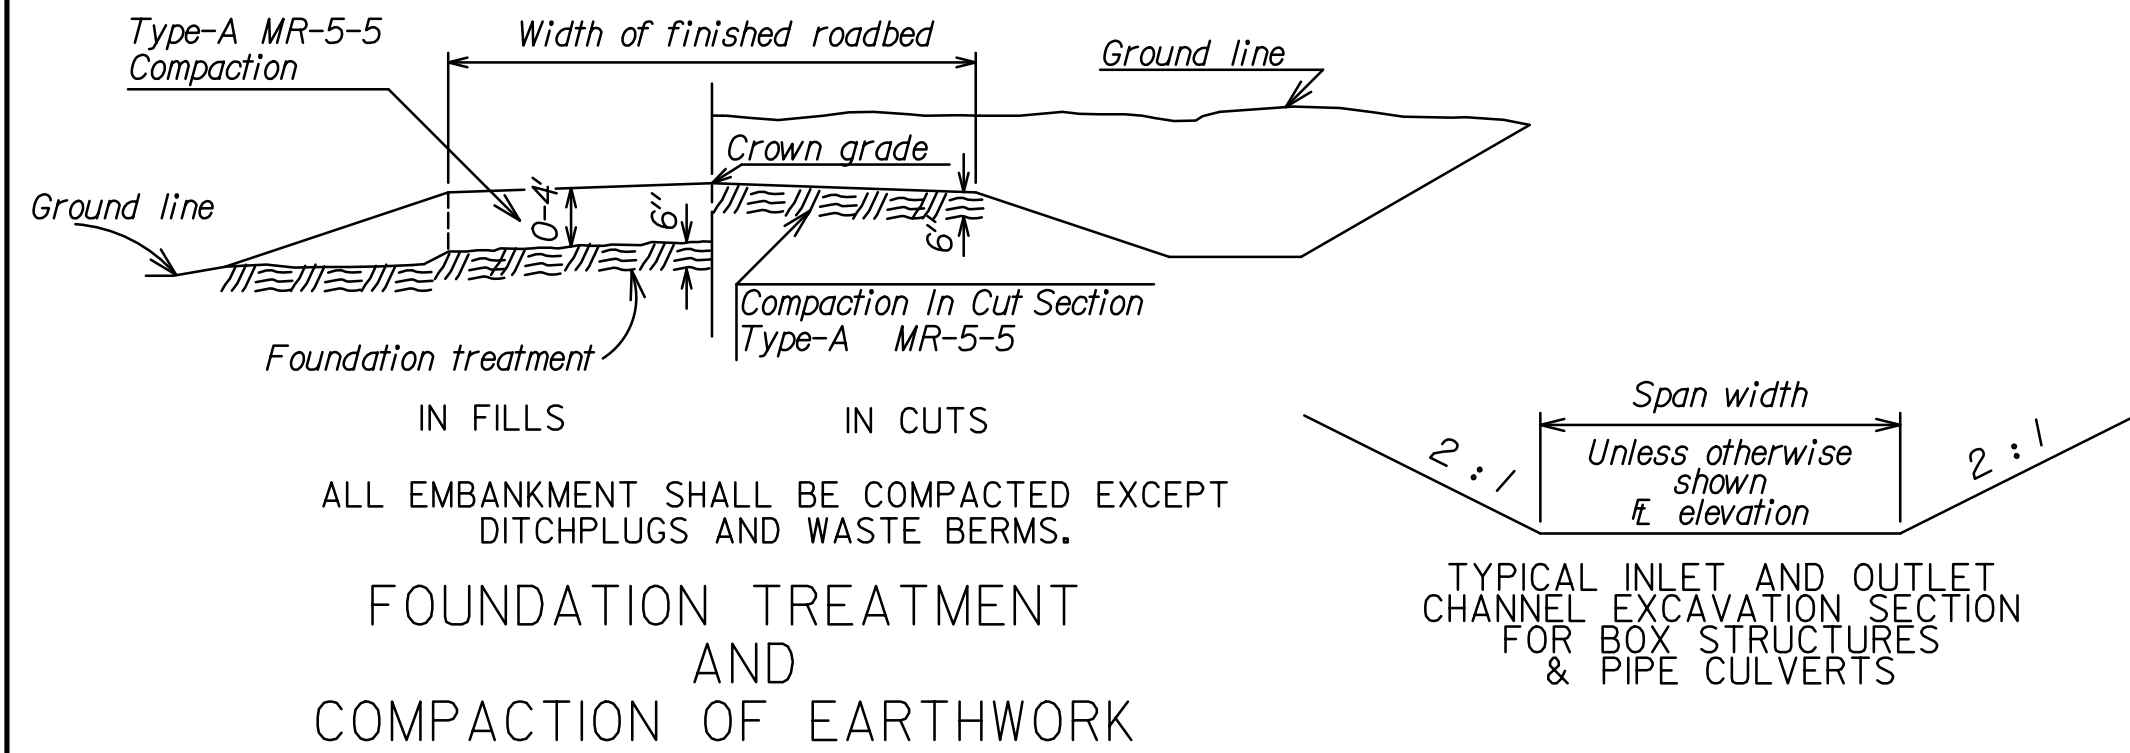 Type-A MR-5-5
Compaction
Width of finished roadbed
Ground line
Crown grade
Ground line
0-4'
6"
6"
Compaction In Cut Section
Type-A MR-5-5
Foundation treatment
IN FILLS
IN CUTS
ALL EMBANKMENT SHALL BE COMPACTED EXCEPT
DITCHPLUGS AND WASTE BERMS.
FOUNDATION TREATMENT
AND
COMPACTION OF EARTHWORK
Span width
2:1
Unless otherwise
shown
FL elevation
2:1
TYPICAL INLET AND OUTLET
CHANNEL EXCAVATION SECTION
FOR BOX STRUCTURES
& PIPE CULVERTS